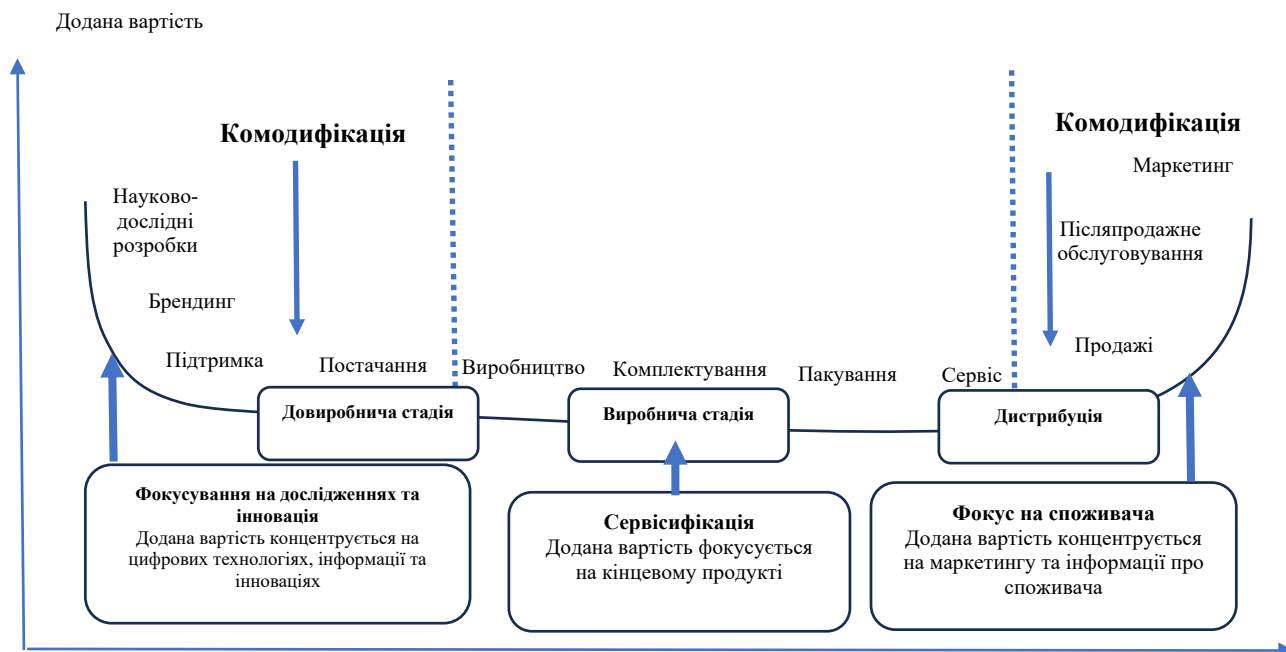 Додана вартість
Комодифікація
Комодифікація
Маркетинг
Науково-
дослідні
розробки
Післяпродажне
обслуговування
Брендинг
Підтримка
Постачання
Виробництво
Комплектування
Пакування
Сервіс
Продажі
Довиробнича стадія
Виробнича стадія
Дистрибуція
Фокусування на дослідженнях та
інновація
Додана вартість концентрується на
цифрових технологіях, інформації та
інноваціях
Сервісифікація
Додана вартість фокусується
на кінцевому продукті
Фокус на споживача
Додана вартість концентрується
на маркетингу та інформації про
споживача